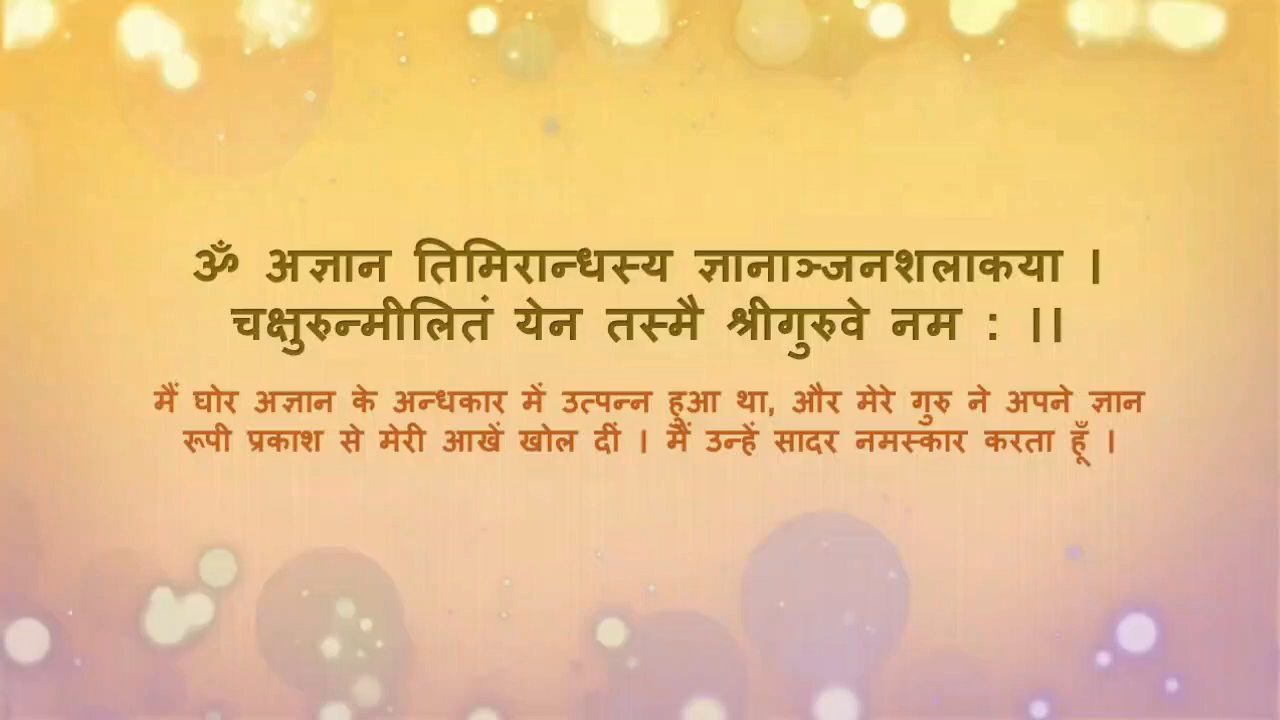 ॐ अज्ञान तिमिरान्धस्य ज्ञानाञ्जनशलाकया ।
चक्षुरुन्मीलितं येन तस्मै श्रीगुरुवे नम : ।।
मैं घोर अज्ञान के अन्धकार में उत्पन्न हुआ था, और मेरे गुरु ने अपने ज्ञान
रूपी प्रकाश से मेरी आखें खोल दीं । मैं उन्हें सादर नमस्कार करता हूँ ।